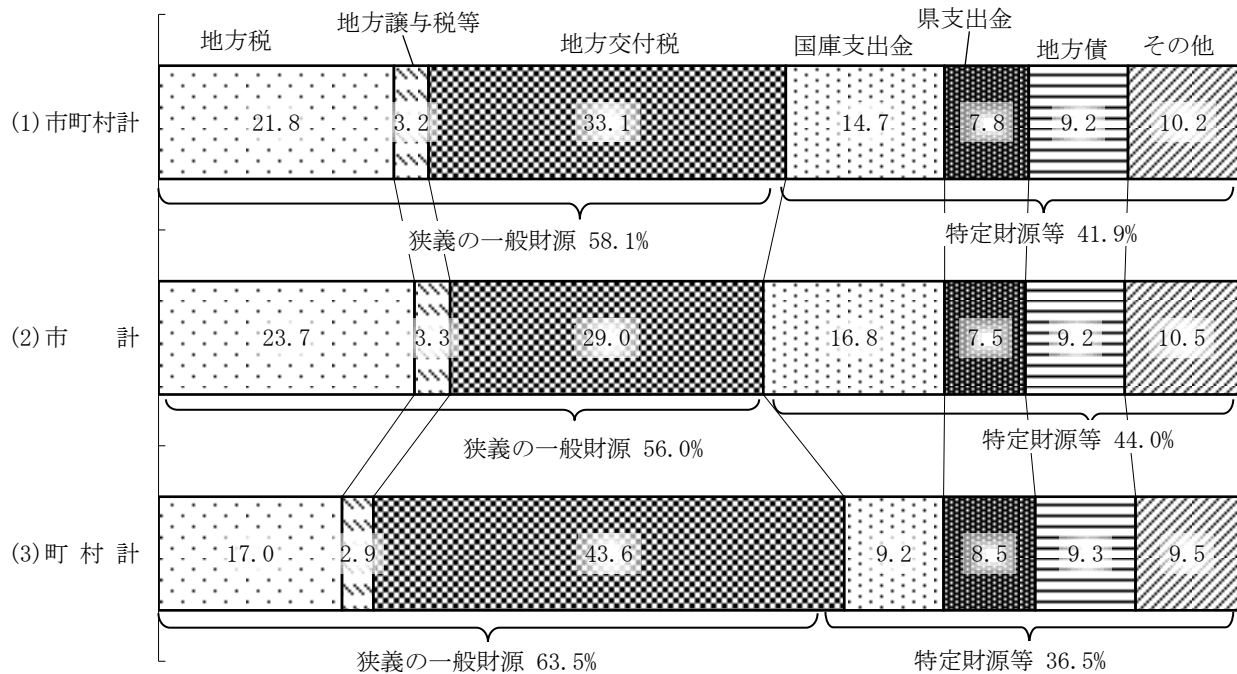 地方税 地方譲与税等 地方交付税 国庫支出金 県支出金 地方債 その他
(1)市町村計 21.8 3.2 33.1 14.7 7.8 9.2 10.2
狭義の一般財源 58.1% 特定財源等 41.9%
(2)市　　計 23.7 3.3 29.0 16.8 7.5 9.2 10.5
狭義の一般財源 56.0% 特定財源等 44.0%
(3)町 村 計 17.0 2.9 43.6 9.2 8.5 9.3 9.5
狭義の一般財源 63.5% 特定財源等 36.5%